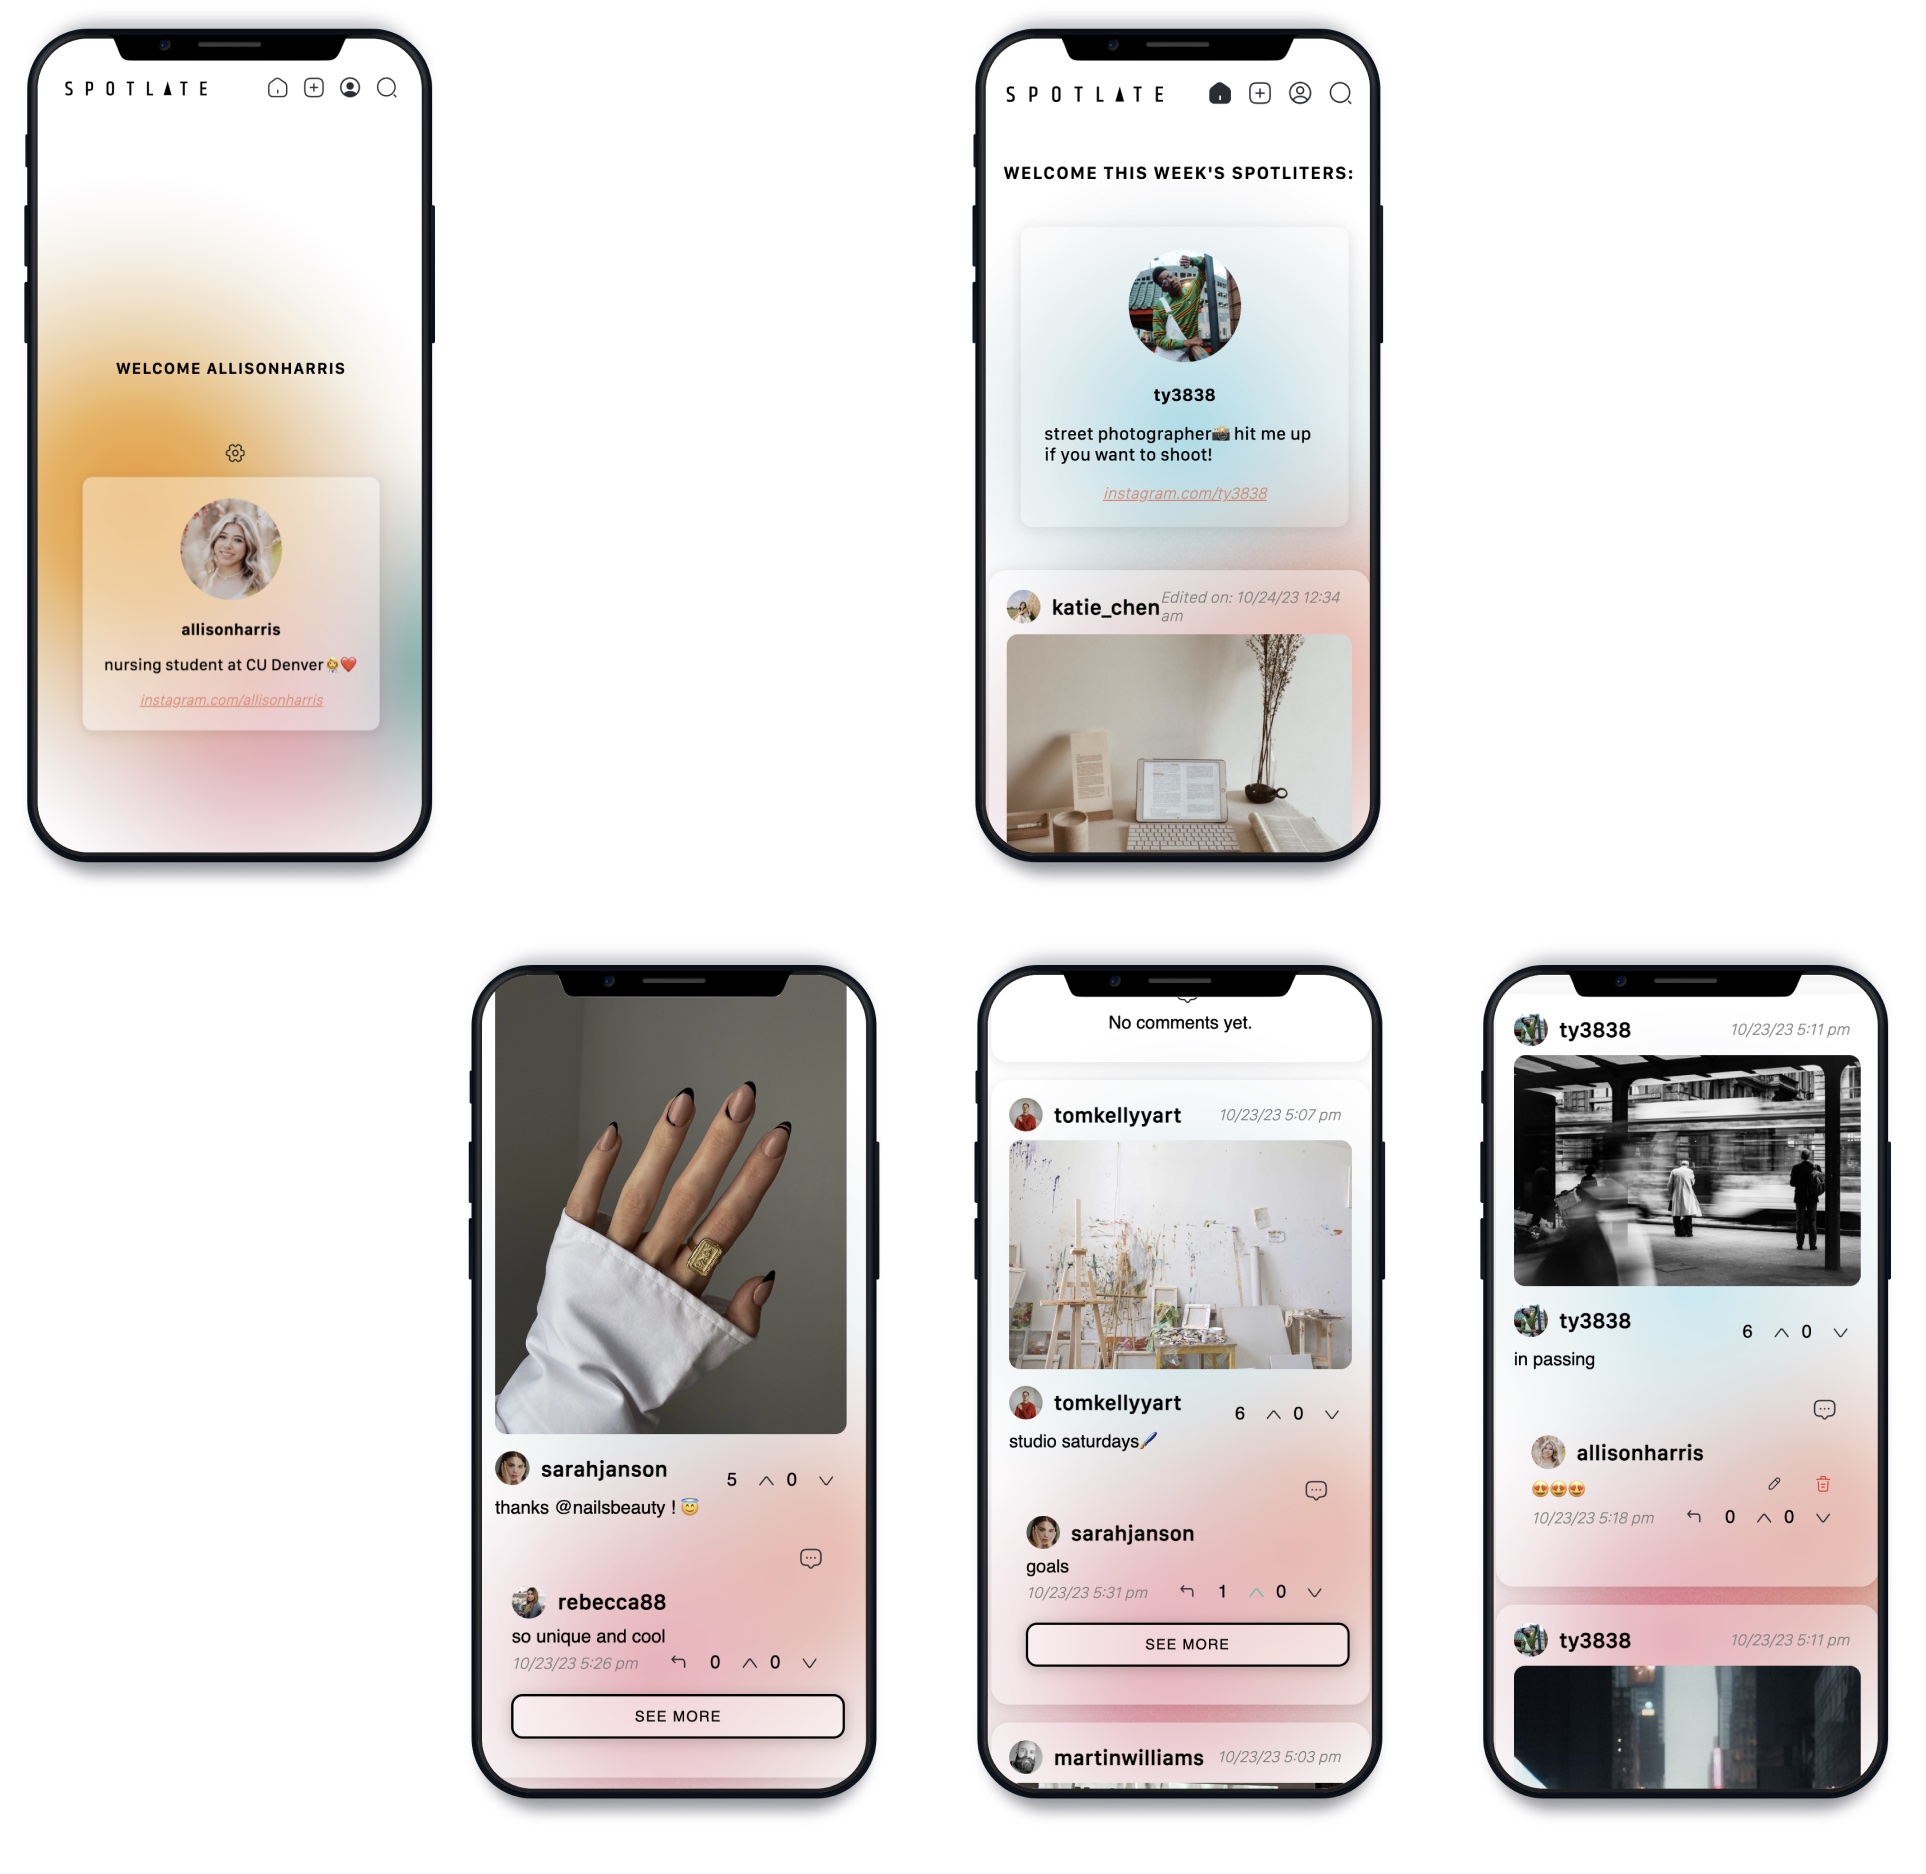 SPOTLATE
WELCOME ALLISONHARRIS
allisonharris
nursing student at CU Denver👩‍⚕️❤️
instagram.com/allisonharris
SPOTLATE
WELCOME THIS WEEK'S SPOTLITERS:
ty3838
street photographer📸 hit me up
if you want to shoot!
instagram.com/ty3838
katie_chen
Edited on: 10/24/23 12:34
am
sarahjanson
5 0
thanks @nailsbeauty ! 😇
rebecca88
so unique and cool
10/23/23 5:26 pm 0 0
SEE MORE
No comments yet.
tomkellyyart 10/23/23 5:07 pm
tomkellyyart
6 0
studio saturdays🖌️
sarahjanson
goals
10/23/23 5:31 pm 1 0
SEE MORE
martinwilliams 10/23/23 5:03 pm
ty3838 10/23/23 5:11 pm
ty3838
6 0
in passing
allisonharris
😍😍😍
10/23/23 5:18 pm 0 0
ty3838 10/23/23 5:11 pm